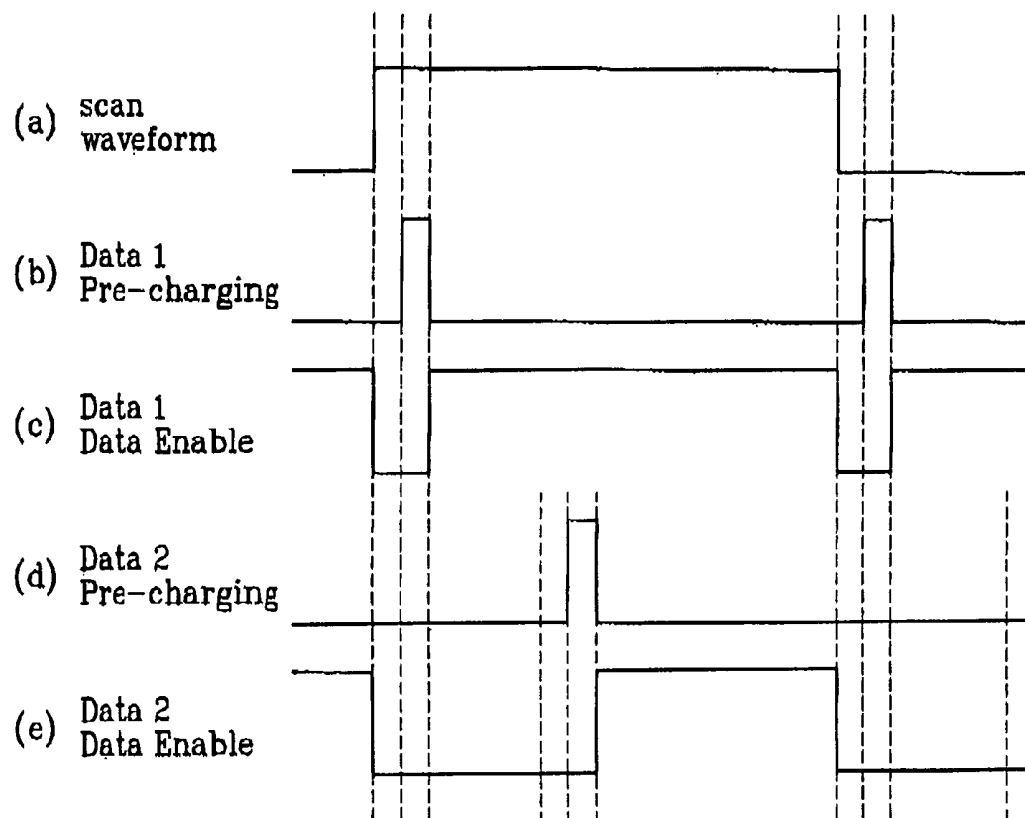 (a) scan
waveform
(b) Data 1
Pre-charging
(c) Data 1
Data Enable
(d) Data 2
Pre-charging
(e) Data 2
Data Enable